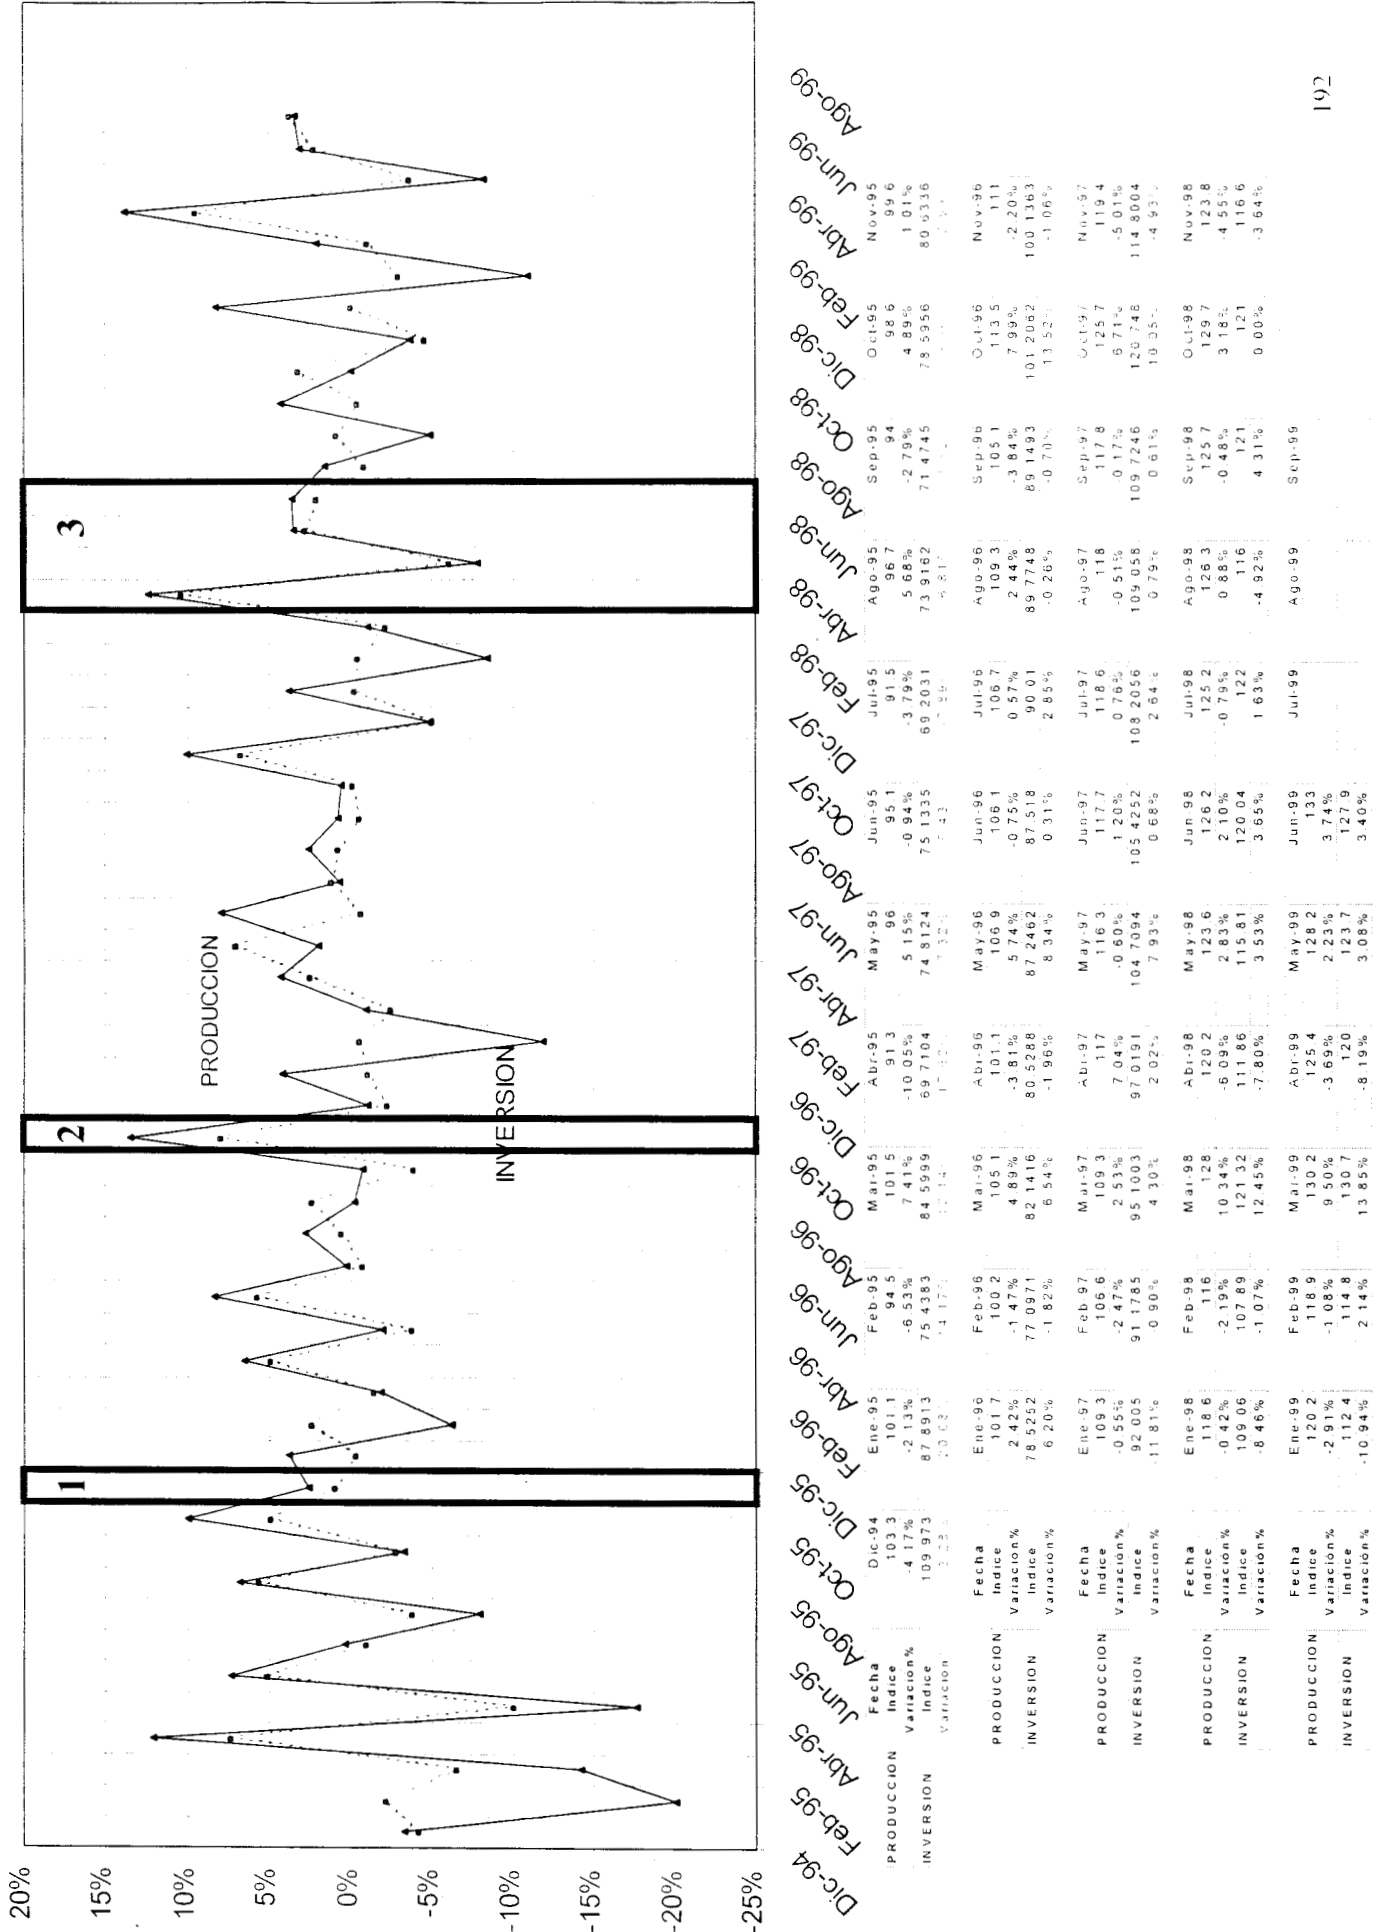 20%
15%
10%
5%
0%
-5%
-10%
-15%
-20%
-25%
1
2
3
PRODUCCION
INVERSION
Dic-94 Feb-95 Abr-95 Jun-95 Ago-95 Oct-95 Dic-95 Feb-96 Abr-96 Jun-96 Ago-96 Oct-96 Dic-96 Feb-97 Abr-97 Jun-97 Ago-97 Oct-97 Dic-97 Feb-98 Abr-98 Jun-98 Ago-98 Oct-98 Dic-98 Feb-99 Abr-99 Jun-99 Ago-99
Fecha Dic-94 Ene-95 Feb-95 Mar-95 Abr-95 May-95 Jun-95 Jul-95 Ago-95 Sep-95 Oct-95 Nov-95
PRODUCCION Indice 103 3 101.1 94.5 101 5 91 3 96 95 1 91.5 96 7 94 98 6 99 6
Variación% -4 17% -2 13% -6.53% 7 41% -10 05% 5 15% -0 94% -3 79% 5 68% -2 79% 4 89% 1 01%
INVERSION Indice 109 973 87 8913 75 4383 84 5999 69 7104 74 8124 75 1335 69 2031 73 9162 71 4745 78 5956 80 6336
Variacion
Fecha Ene-96 Feb-96 Mar-96 Abr-96 May-96 Jun-96 Jul-96 Ago-96 Sep-96 Oct-96 Nov-96
PRODUCCION Indice 101 7 100 2 105 1 101.1 106 9 106 1 106.7 109 3 105 1 113 5 111
Variación% 2 42% -1 47% 4 89% -3 81% 5 74% -0 75% 0 57% 2 44% -3 84% 7 99% -2.20%
INVERSION Indice 78 5252 77 0971 82 1416 80 5288 87 2462 87.518 90 01 89 7748 89 1493 101 2062 100 1363
Variación% 6 20% -1 82% 6 54% -1 96% 8 34% 0 31% 2 85% -0 26% -0 70% 13 52% -1 06%
Fecha Ene-97 Feb-97 Mar-97 Abr-97 May-97 Jun-97 Jul-97 Ago-97 Sep-97 Oct-97 Nov-97
PRODUCCION Indice 109 3 106 6 109 3 117 116 3 117.7 118 6 118 117 8 125 7 119 4
Variación% -0 55% -2 47% 2 53% 7 04% -0 60% 1 20% 0 76% -0 51% -0 17% 6 71% -5 01%
INVERSION Indice 92 005 91 1785 95 1003 97 0191 104 7094 105 4252 108 2056 109 058 109 7246 120 748 114 8004
Variación% -11 81% -0 90% 4 30% 2 02% 7 93% 0 68% 2 64% 0 79% 0 61% 10 05% -4 93%
Fecha Ene-98 Feb-98 Mar-98 Abr-98 May-98 Jun-98 Jul-98 Ago-98 Sep-98 Oct-98 Nov-98
PRODUCCION Indice 118 6 116 128 120 2 123 6 126 2 125 2 126 3 125 7 129 7 123.8
Variación% -0 42% -2.19% 10 34% -6 09% 2 83% 2 10% -0 79% 0 88% -0.48% 3 18% -4 55%
INVERSION Indice 109 06 107 89 121 32 111 86 115.81 120 04 122 116 121 121 116 6
Variación% -8 46% -1 07% 12 45% -7 80% 3 53% 3.65% 1 63% -4 92% 4 31% 0 00% -3 64%
Fecha Ene-99 Feb-99 Mar-99 Abr-99 May-99 Jun-99 Jul-99 Ago-99 Sep-99
PRODUCCION Indice 120 2 118 9 130 2 125 4 128 2 133
Variación% -2.91% -1 08% 9 50% -3 69% 2 23% 3 74%
INVERSION Indice 112 4 114.8 130 7 120 123.7 127.9
Variación% -10.94% 2 14% 13 85% -8.19% 3.08% 3.40%
192